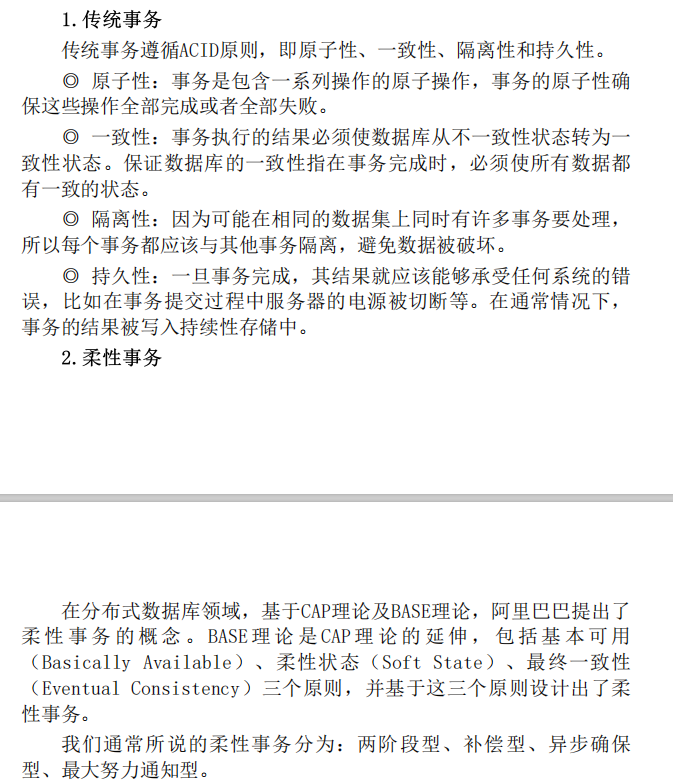 1.传统事务
传统事务遵循ACID原则，即原子性、一致性、隔离性和持久性。
◎ 原子性：事务是包含一系列操作的原子操作，事务的原子性确
保这些操作全部完成或者全部失败。
◎ 一致性：事务执行的结果必须使数据库从不一致性状态转为一
致性状态。保证数据库的一致性指在事务完成时，必须使所有数据都
有一致的状态。
◎ 隔离性：因为可能在相同的数据集上同时有许多事务要处理，
所以每个事务都应该与其他事务隔离，避免数据被破坏。
◎ 持久性：一旦事务完成，其结果就应该能够承受任何系统的错
误，比如在事务提交过程中服务器的电源被切断等。在通常情况下，
事务的结果被写入持续性存储中。
2.柔性事务
在分布式数据库领域，基于CAP理论及BASE理论，阿里巴巴提出了
柔性事务的概念。BASE理论是CAP理论的延伸，包括基本可用
（Basically Available）、柔性状态（Soft State）、最终一致性
（Eventual Consistency）三个原则，并基于这三个原则设计出了柔
性事务。
我们通常所说的柔性事务分为：两阶段型、补偿型、异步确保
型、最大努力通知型。